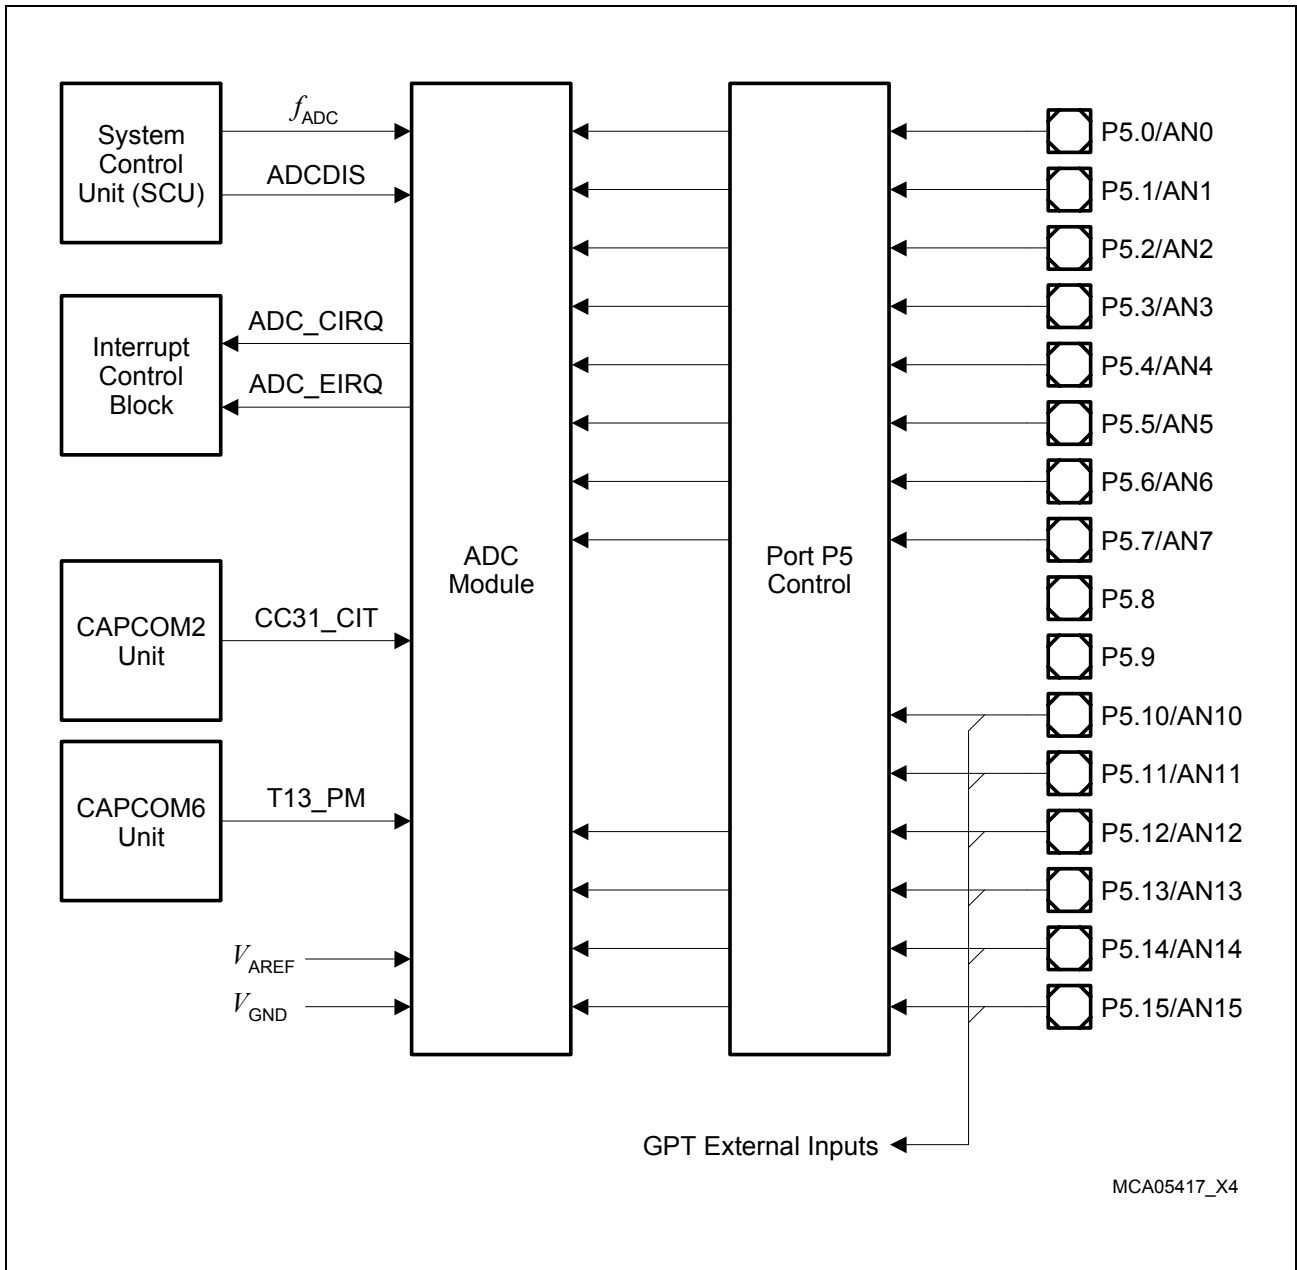 System
Control
Unit (SCU)
fADC
ADCDIS
Interrupt
Control
Block
ADC_CIRQ
ADC_EIRQ
CAPCOM2
Unit
CC31_CIT
CAPCOM6
Unit
T13_PM
VAREF
VGND
ADC
Module
Port P5
Control
P5.0/AN0
P5.1/AN1
P5.2/AN2
P5.3/AN3
P5.4/AN4
P5.5/AN5
P5.6/AN6
P5.7/AN7
P5.8
P5.9
P5.10/AN10
P5.11/AN11
P5.12/AN12
P5.13/AN13
P5.14/AN14
P5.15/AN15
GPT External Inputs
MCA05417_X4